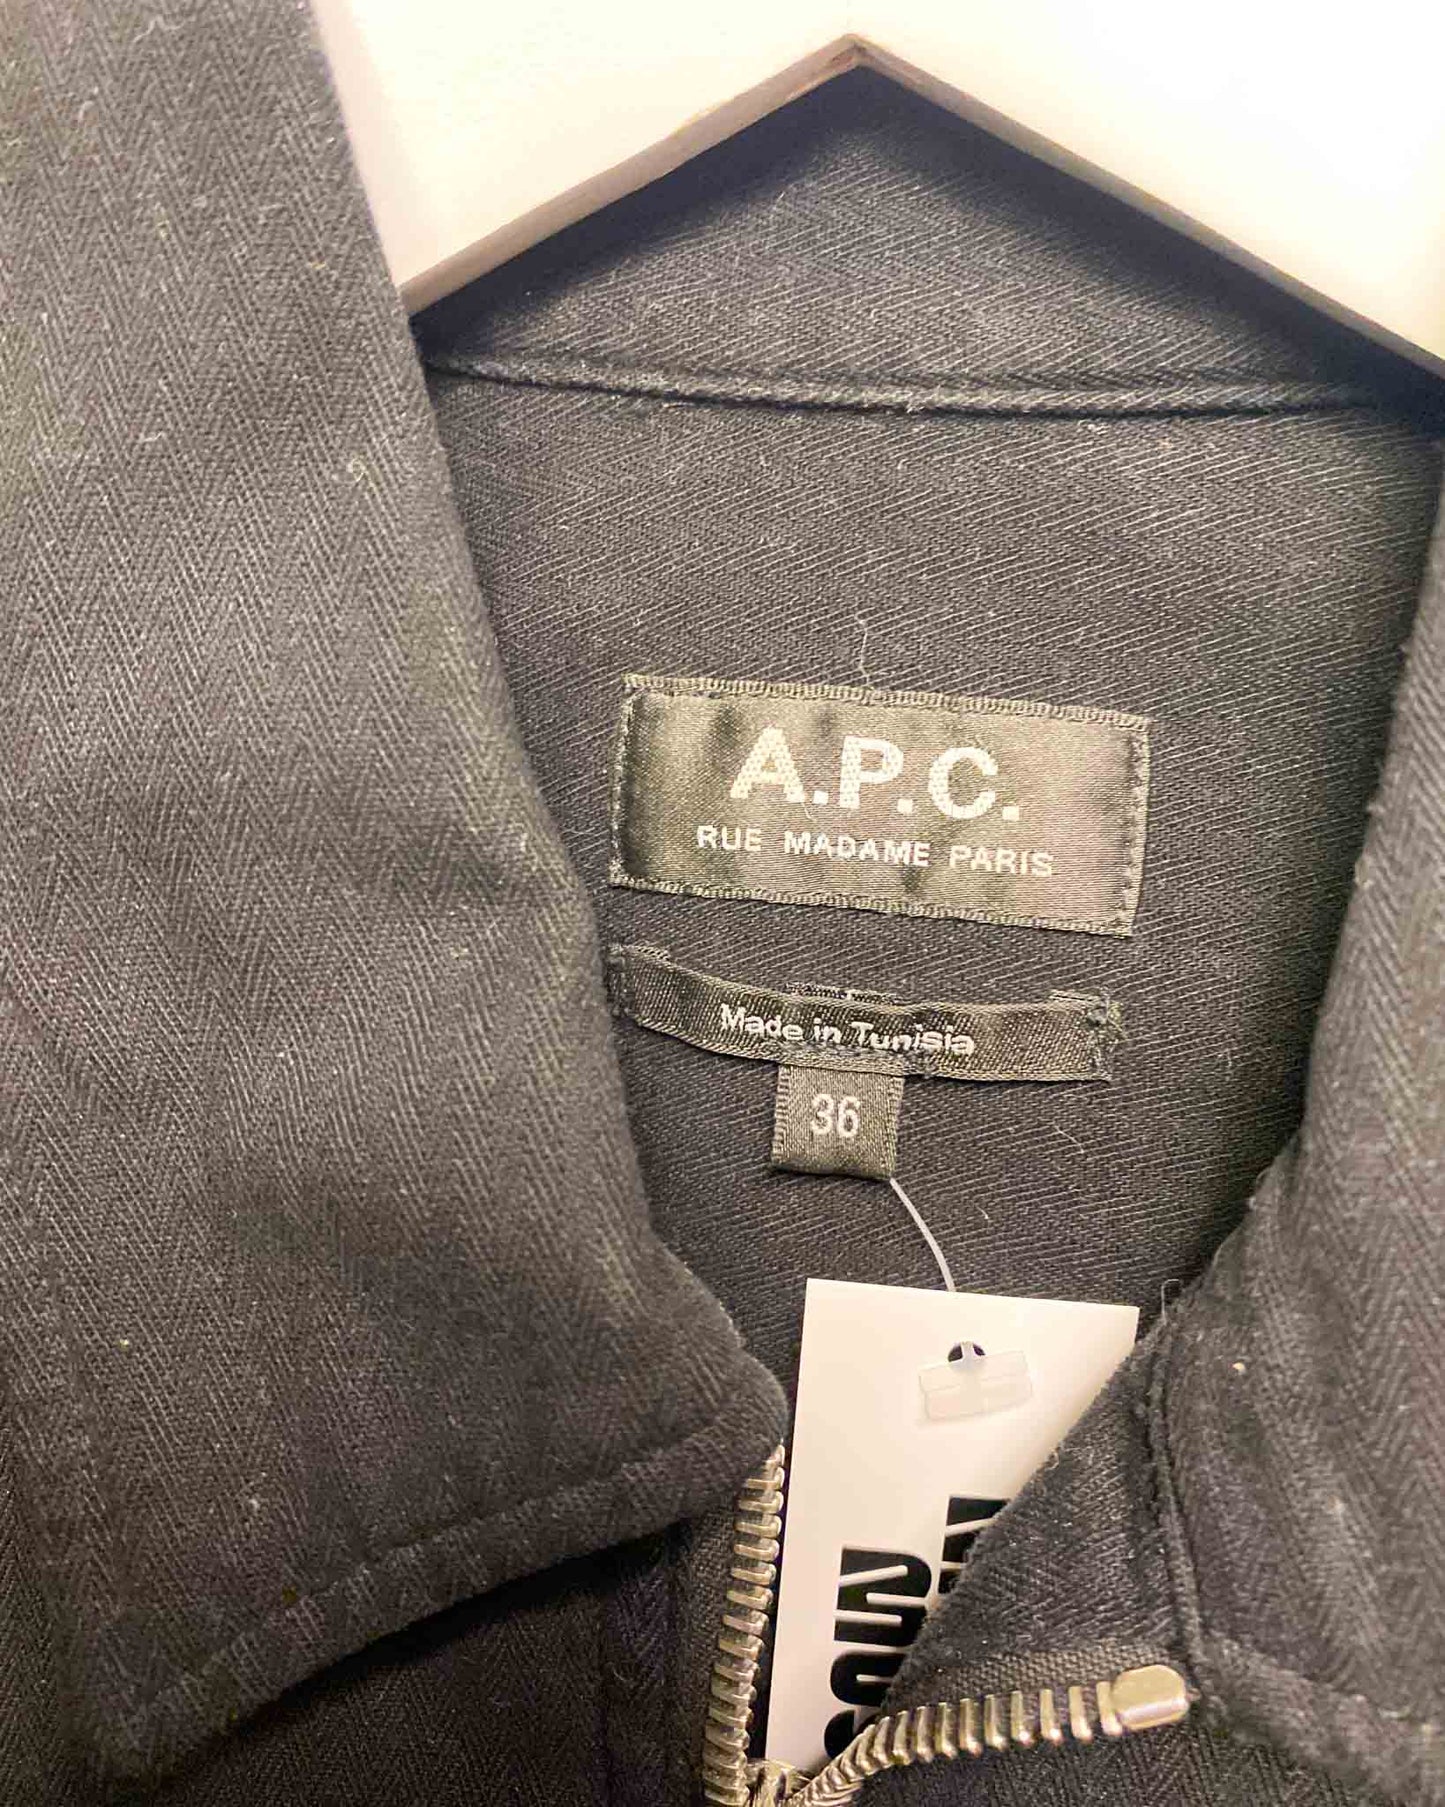 A.P.C.
RUE MADAME PARIS
Made in Tunisia
36